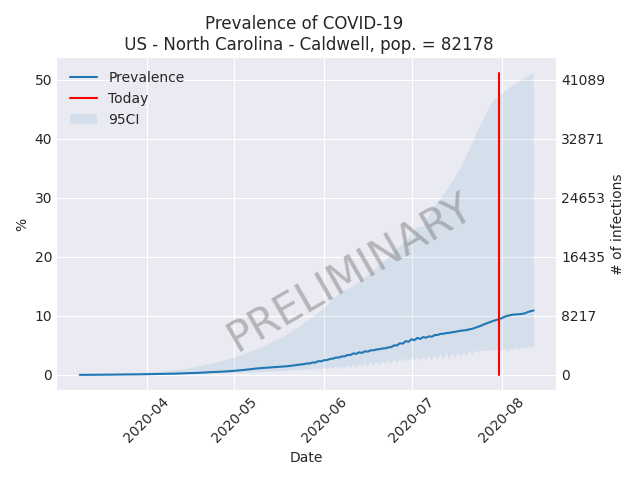 Prevalence of COVID-19
US - North Carolina - Caldwell, pop. = 82178
Prevalence
Today
95CI
50
40
30
20
10
0
%
41089
32871
24653
16435
8217
0
# of infections
PRELIMINARY
2020-04
2020-05
2020-06
2020-07
2020-08
Date